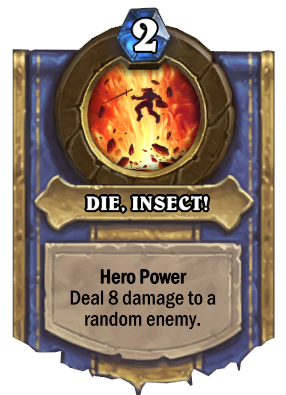 2
DIE, INSECT!
Hero Power
Deal 8 damage to a
random enemy.